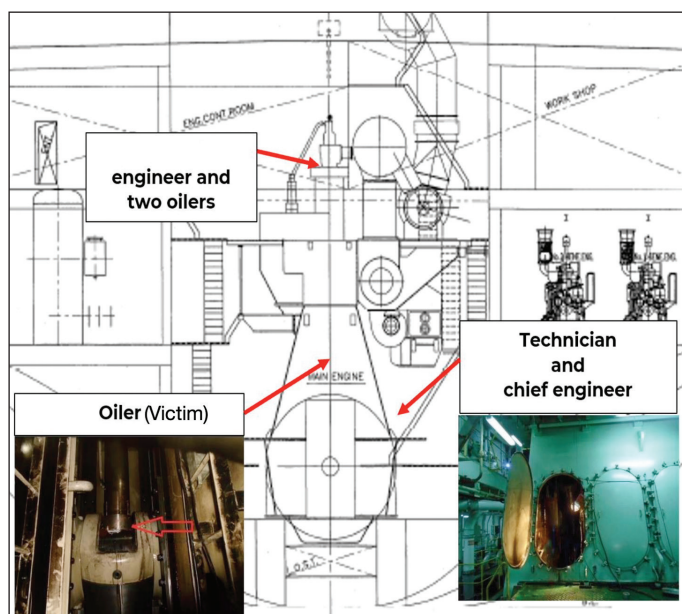 ENG. CONT ROOM
WORK SHOP
engineer and
two oilers
Technician
and
chief engineer
MAIN ENGINE
Oiler (Victim)